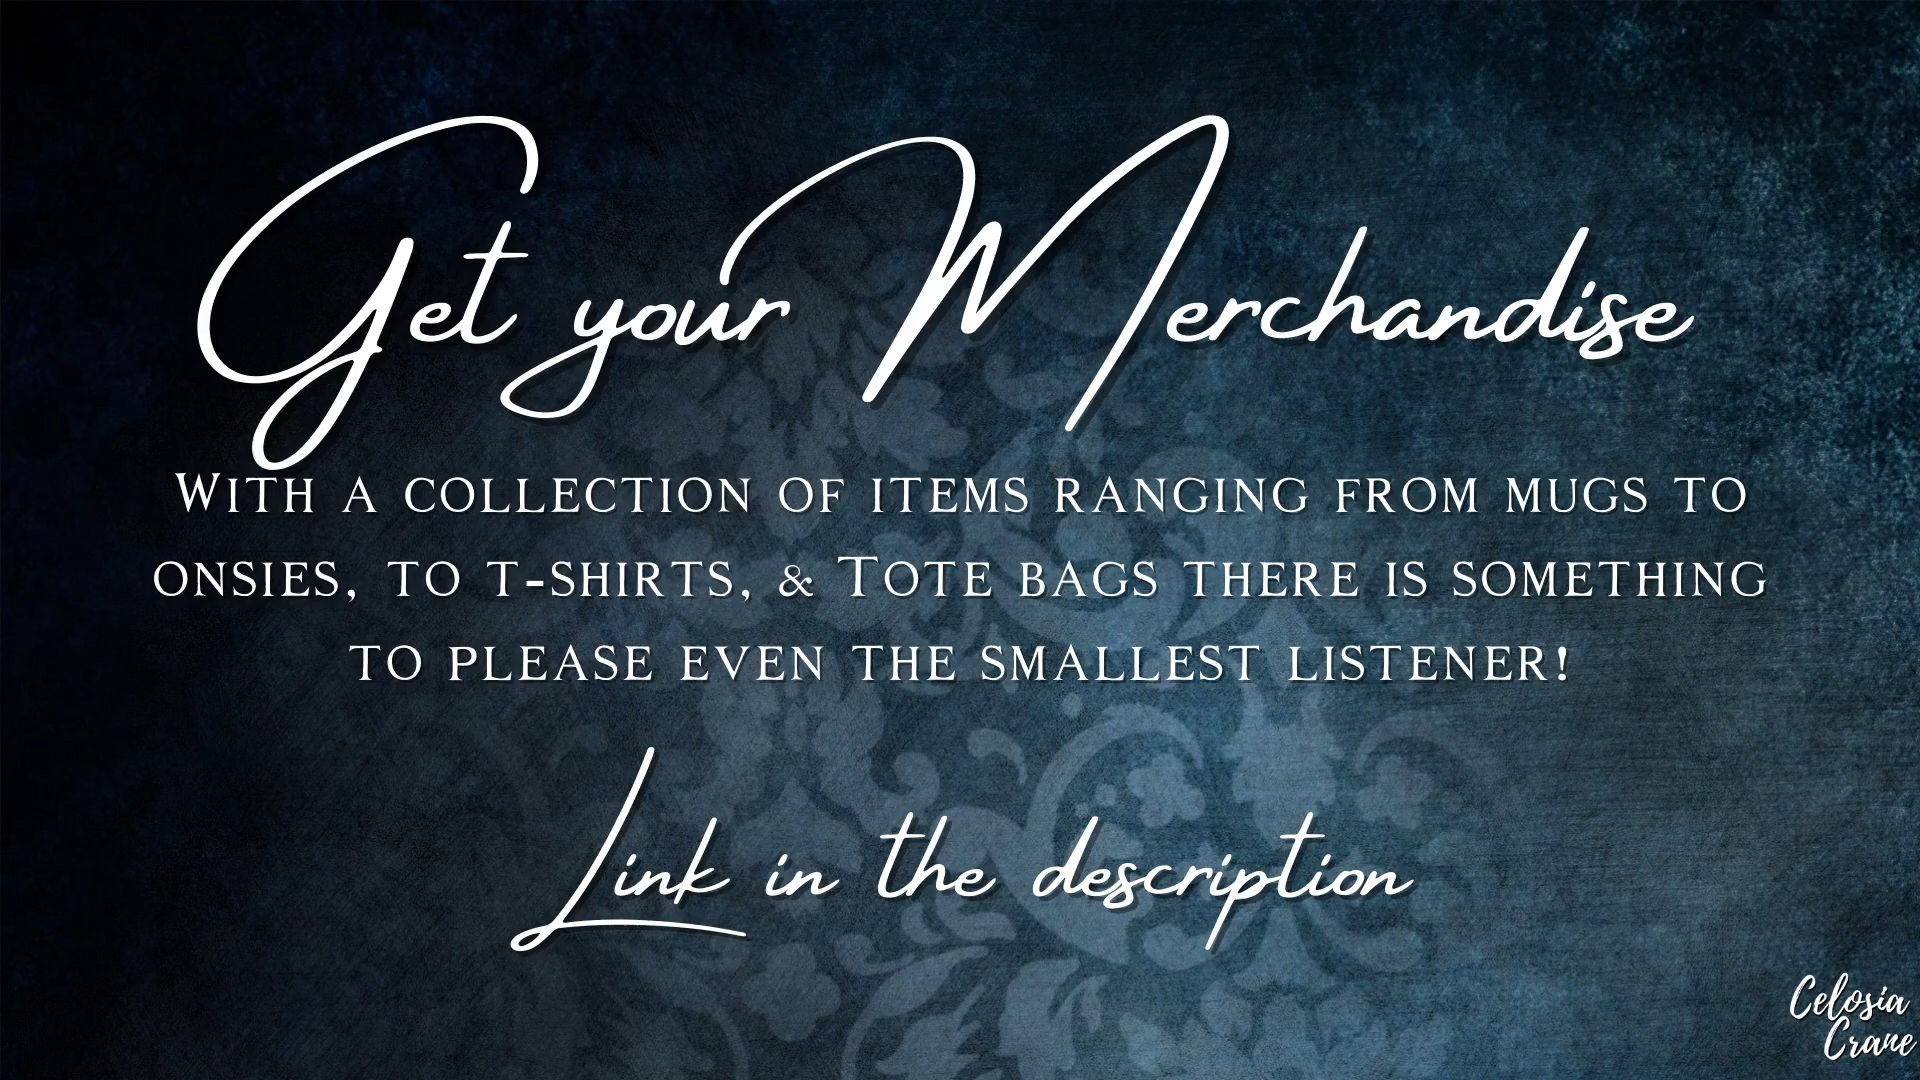 Get your Merchandise
With a collection of items ranging from mugs to
onsies, to t-shirts, & Tote bags there is something
to please even the smallest listener!
Link in the description
Celosia
Crane